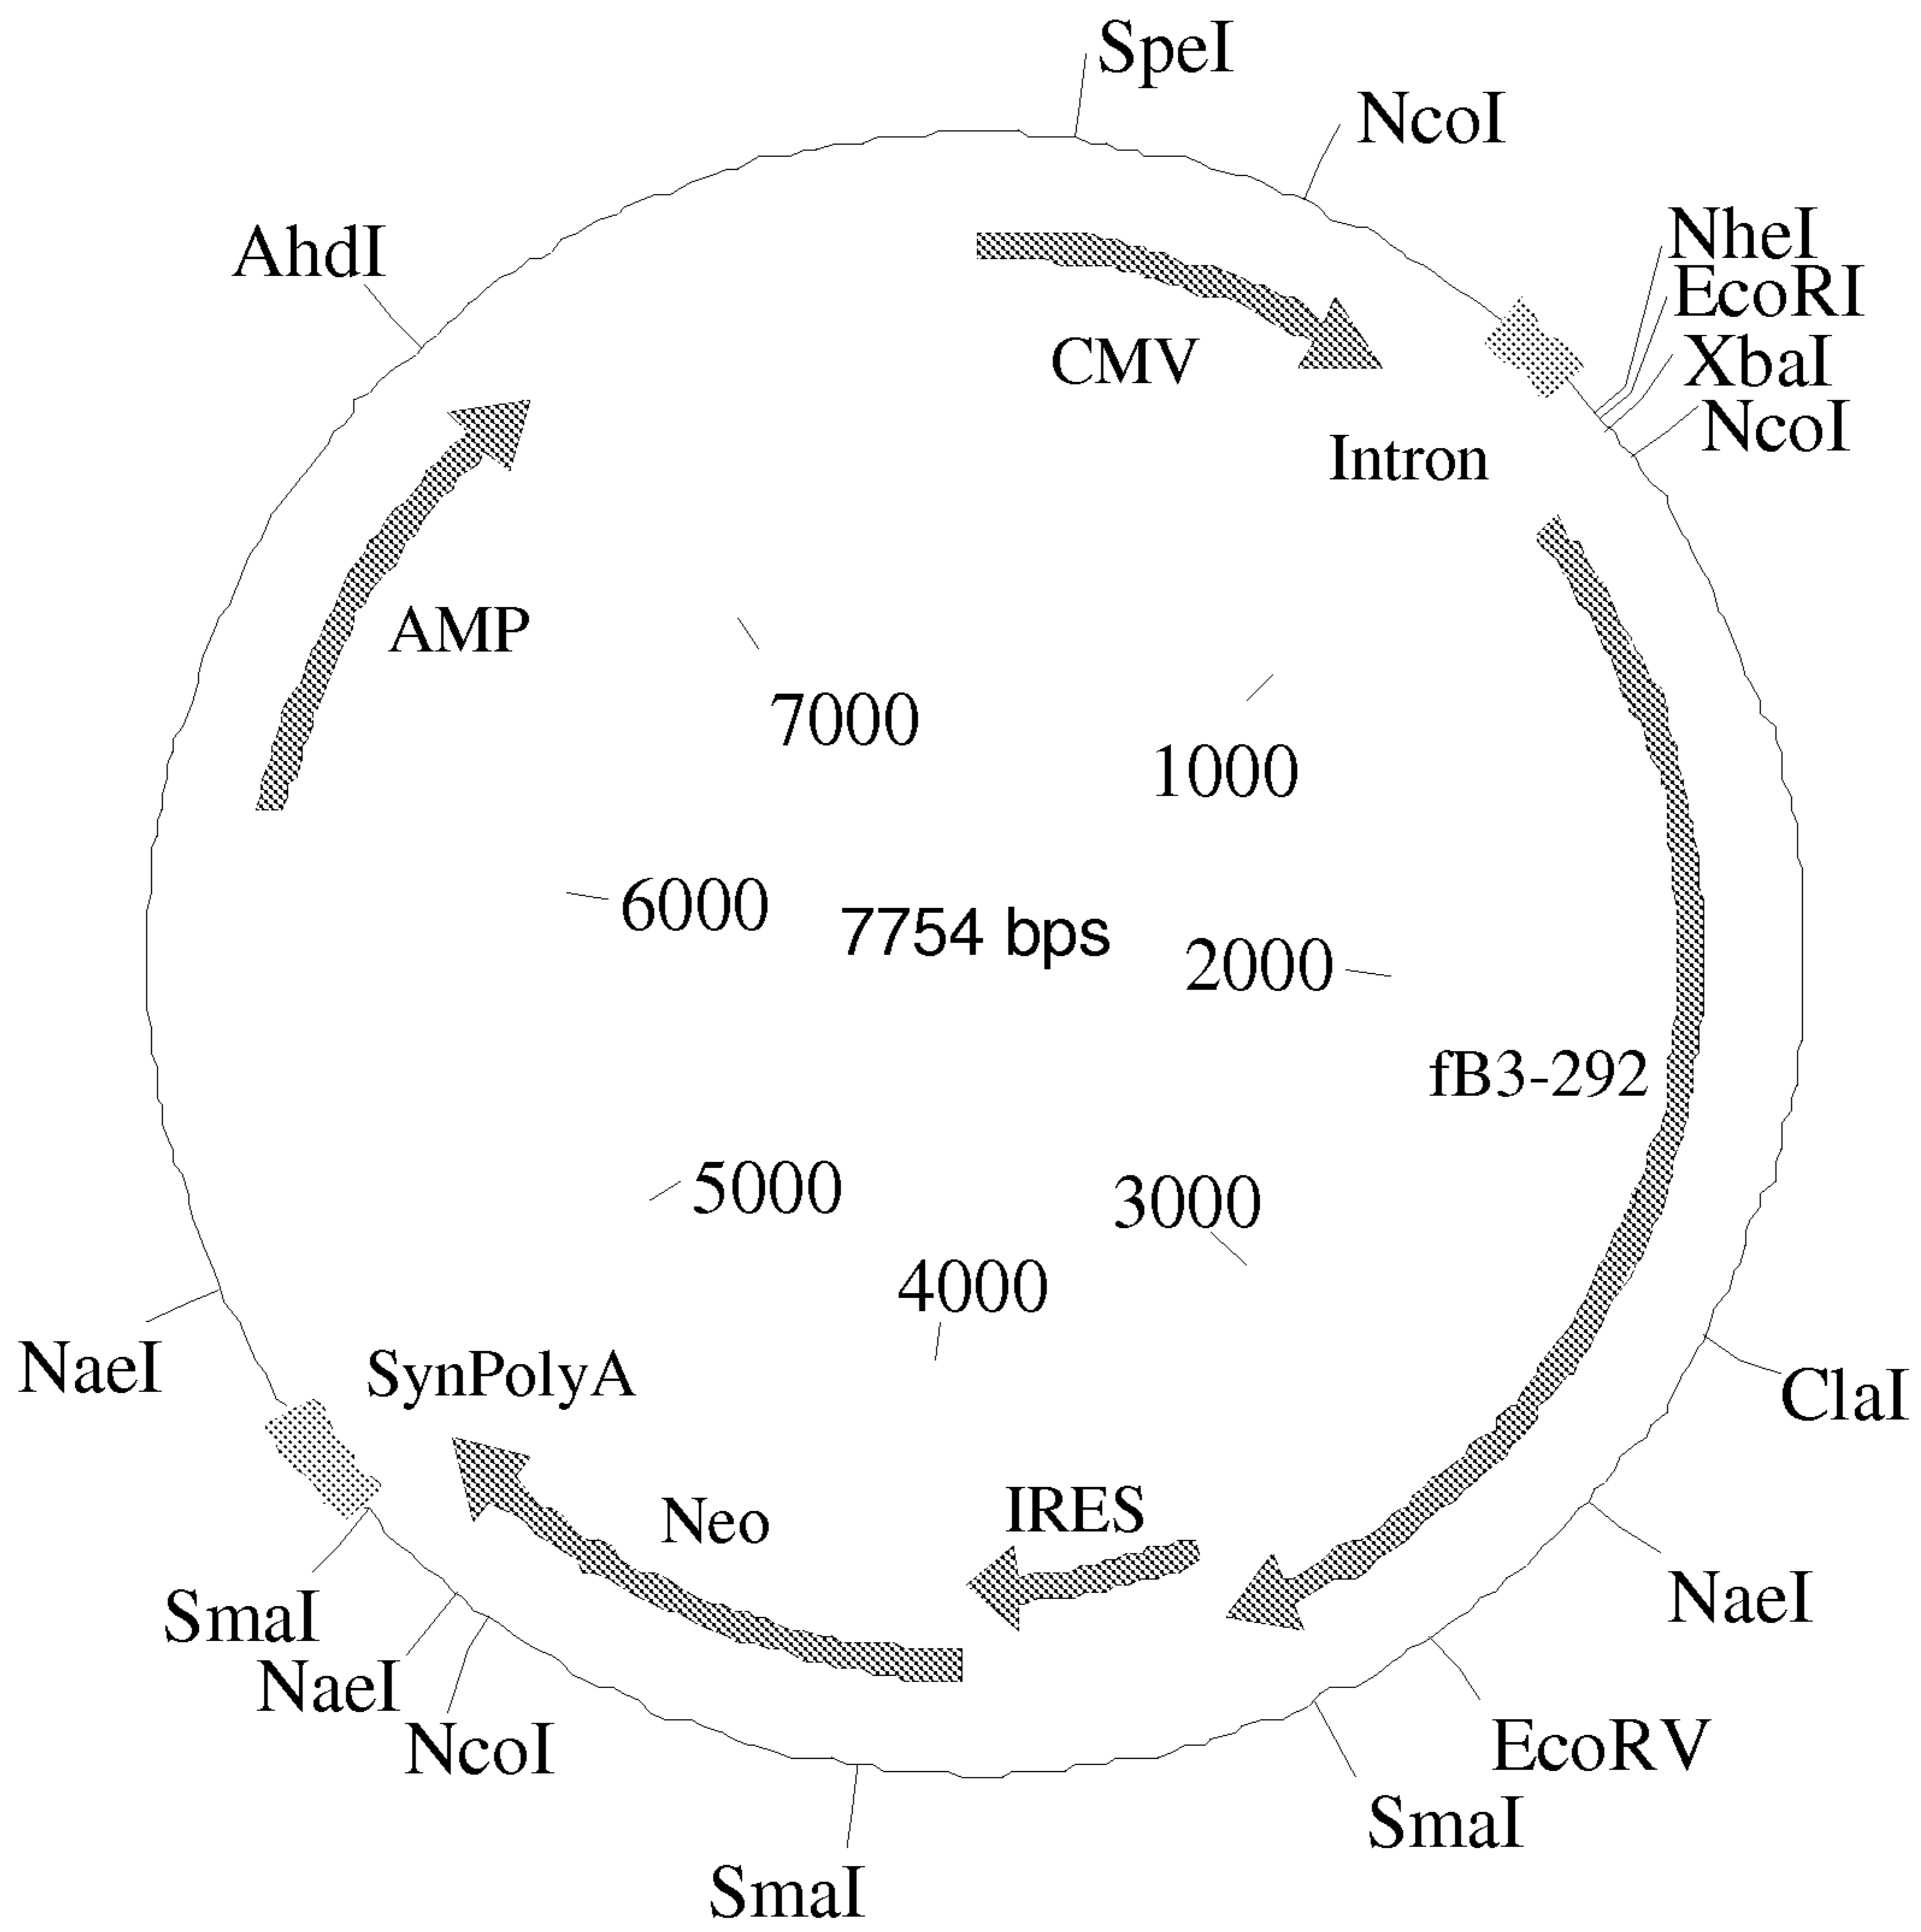 SpeI
NcoI
NheI
AhdI
EcoRI
XbaI
CMV
NcoI
Intron
AMP
7000
1000
6000
7754 bps
2000
fB3-292
5000
3000
4000
NaeI
SynPolyA
ClaI
IRES
Neo
NaeI
SmaI
NaeI
NcoI
EcoRV
SmaI
SmaI